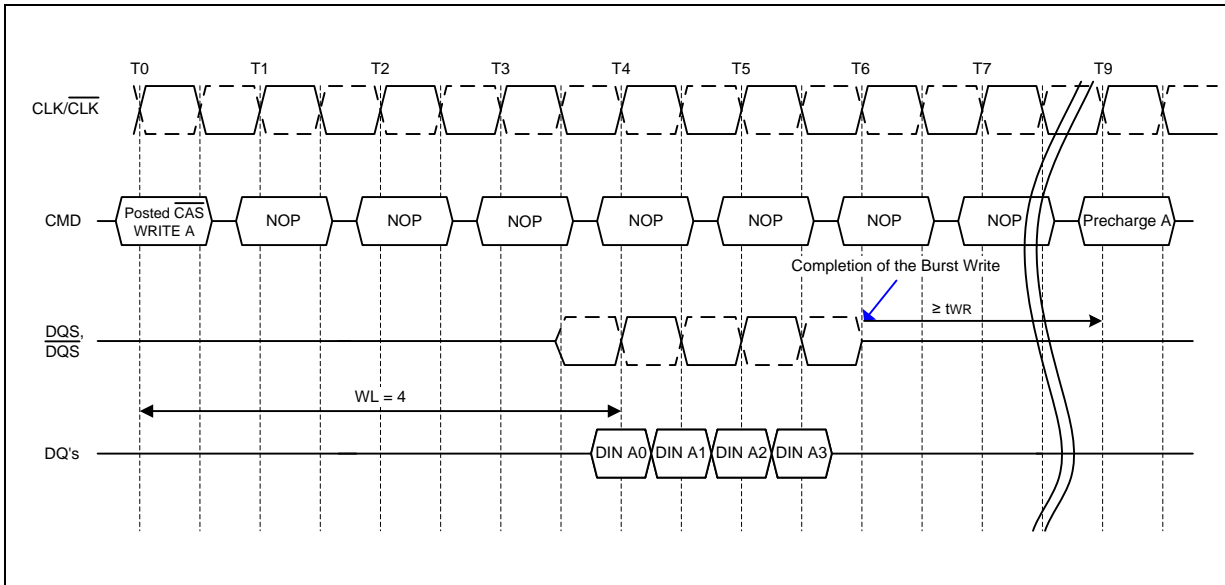 T0 T1 T2 T3 T4 T5 T6 T7 T9
CLK/CLK
CMD
Posted CAS
WRITE A
NOP NOP NOP NOP NOP NOP NOP Precharge A
Completion of the Burst Write
≥ tWR
DQS,
DQS
WL = 4
DQ's
DIN A0 DIN A1 DIN A2 DIN A3